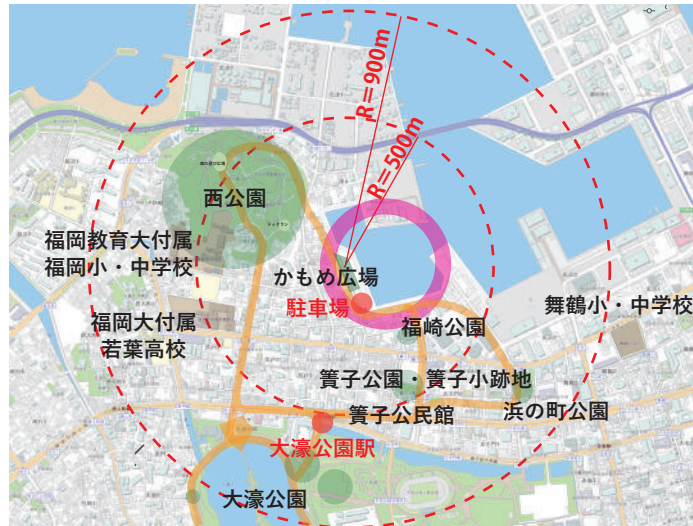 R=900m
R=500m
西公園
福岡教育大付属
福岡小・中学校
かもめ広場
駐車場
福岡大付属
若葉高校
福崎公園
舞鶴小・中学校
簀子公園・簀子小跡地
簀子公民館
浜の町公園
大濠公園駅
大濠公園